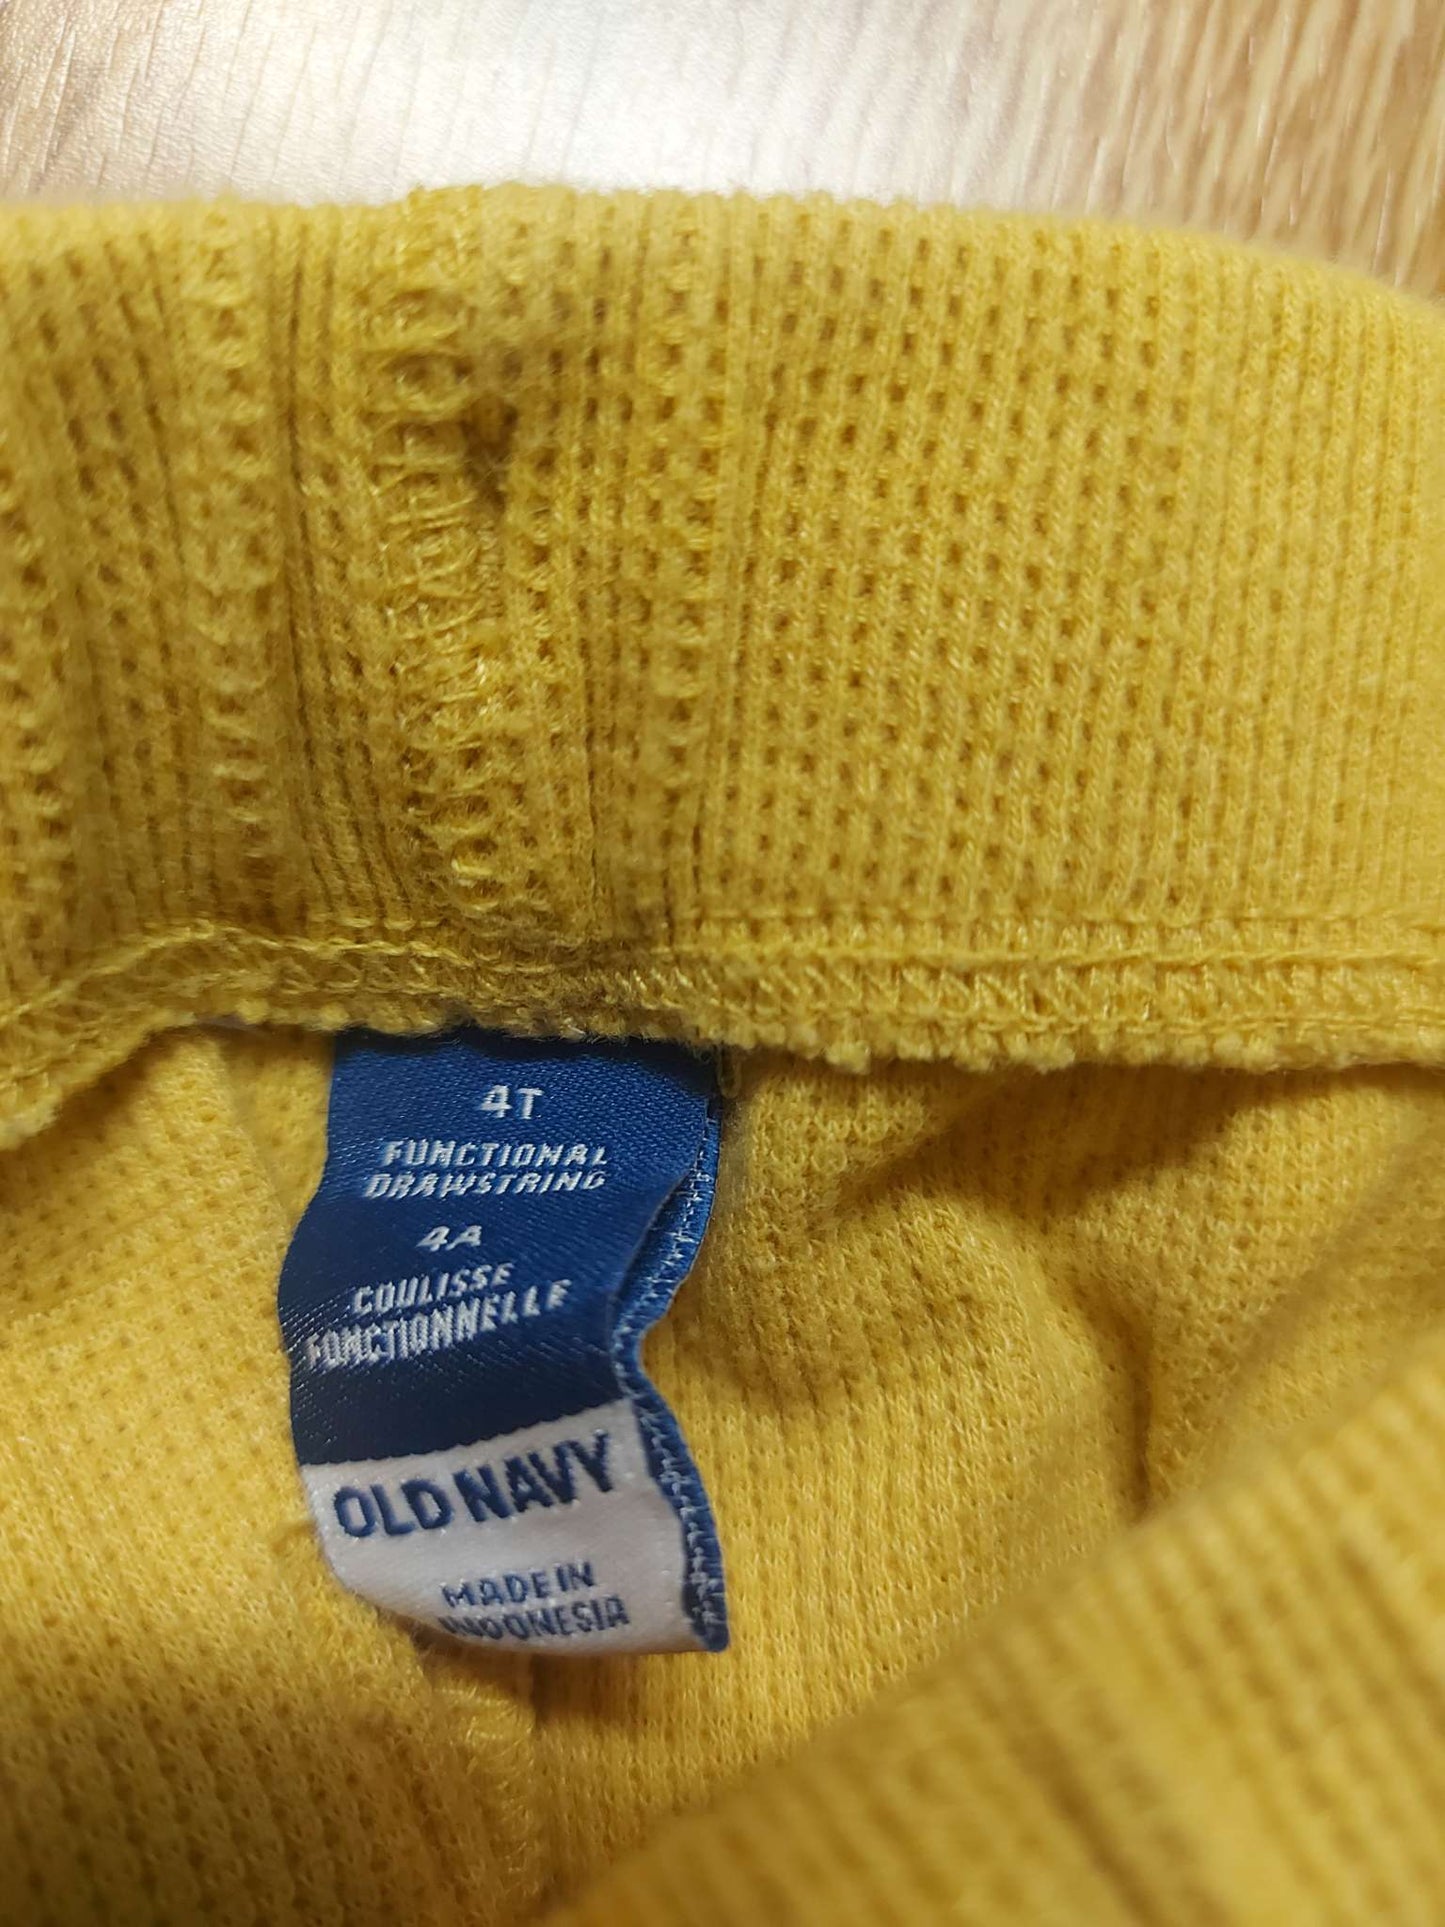 4T
FUNCTIONAL
DRAWSTRING
4A
COULISSE
FONCTIONNELLE
OLD NAVY
MADE IN
INDONESIA